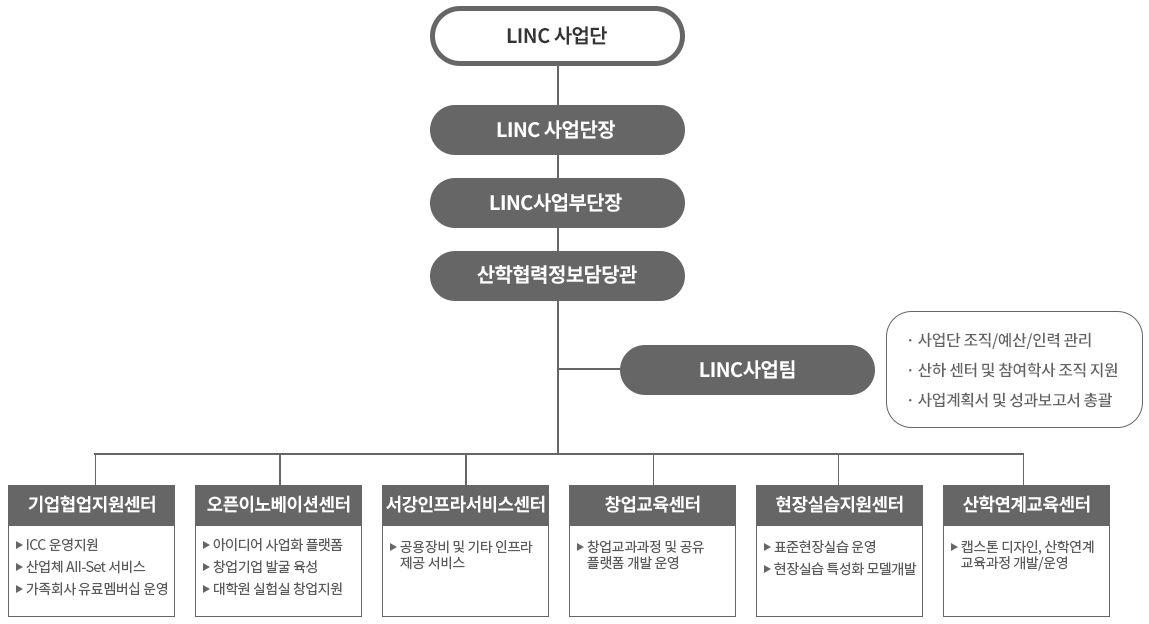 LINC 사업단
LINC 사업단장
LINC사업부단장
산학협력정보담당관
LINC사업팀
· 사업단 조직/예산/인력 관리
· 산하 센터 및 참여학사 조직 지원
· 사업계획서 및 성과보고서 총괄
기업협업지원센터
▶ ICC 운영지원
▶ 산업체 All-Set 서비스
▶ 가족회사 유료멤버십 운영
오픈이노베이션센터
▶ 아이디어 사업화 플랫폼
▶ 창업기업 발굴 육성
▶ 대학원 실험실 창업지원
서강인프라서비스센터
▶ 공용장비 및 기타 인프라
제공 서비스
창업교육센터
▶ 창업교과과정 및 공유
플랫폼 개발 운영
현장실습지원센터
▶ 표준현장실습 운영
▶ 현장실습 특성화 모델개발
산학연계교육센터
▶ 캡스톤 디자인, 산학연계
교육과정 개발/운영